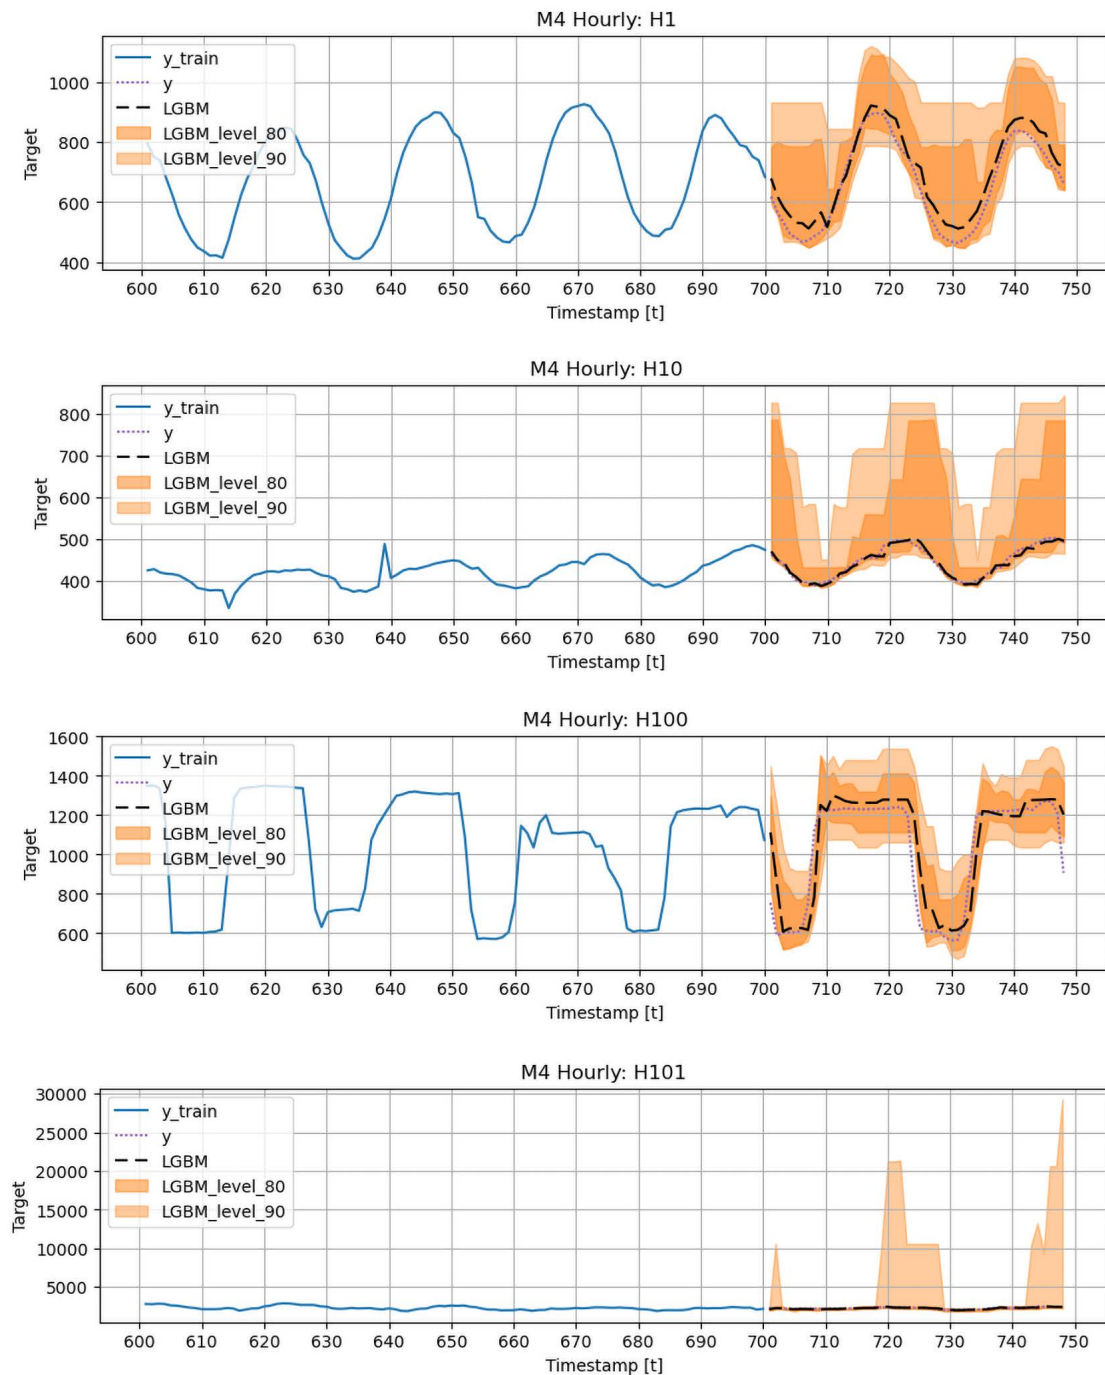 M4 Hourly: H1
Target
1000
800
600
400
y_train
y
LGBM
LGBM_level_80
LGBM_level_90
600 610 620 630 640 650 660 670 680 690 700 710 720 730 740 750
Timestamp [t]
M4 Hourly: H10
Target
800
700
600
500
400
y_train
y
LGBM
LGBM_level_80
LGBM_level_90
600 610 620 630 640 650 660 670 680 690 700 710 720 730 740 750
Timestamp [t]
M4 Hourly: H100
Target
1600
1400
1200
1000
800
600
y_train
y
LGBM
LGBM_level_80
LGBM_level_90
600 610 620 630 640 650 660 670 680 690 700 710 720 730 740 750
Timestamp [t]
M4 Hourly: H101
Target
30000
25000
20000
15000
10000
5000
y_train
y
LGBM
LGBM_level_80
LGBM_level_90
600 610 620 630 640 650 660 670 680 690 700 710 720 730 740 750
Timestamp [t]